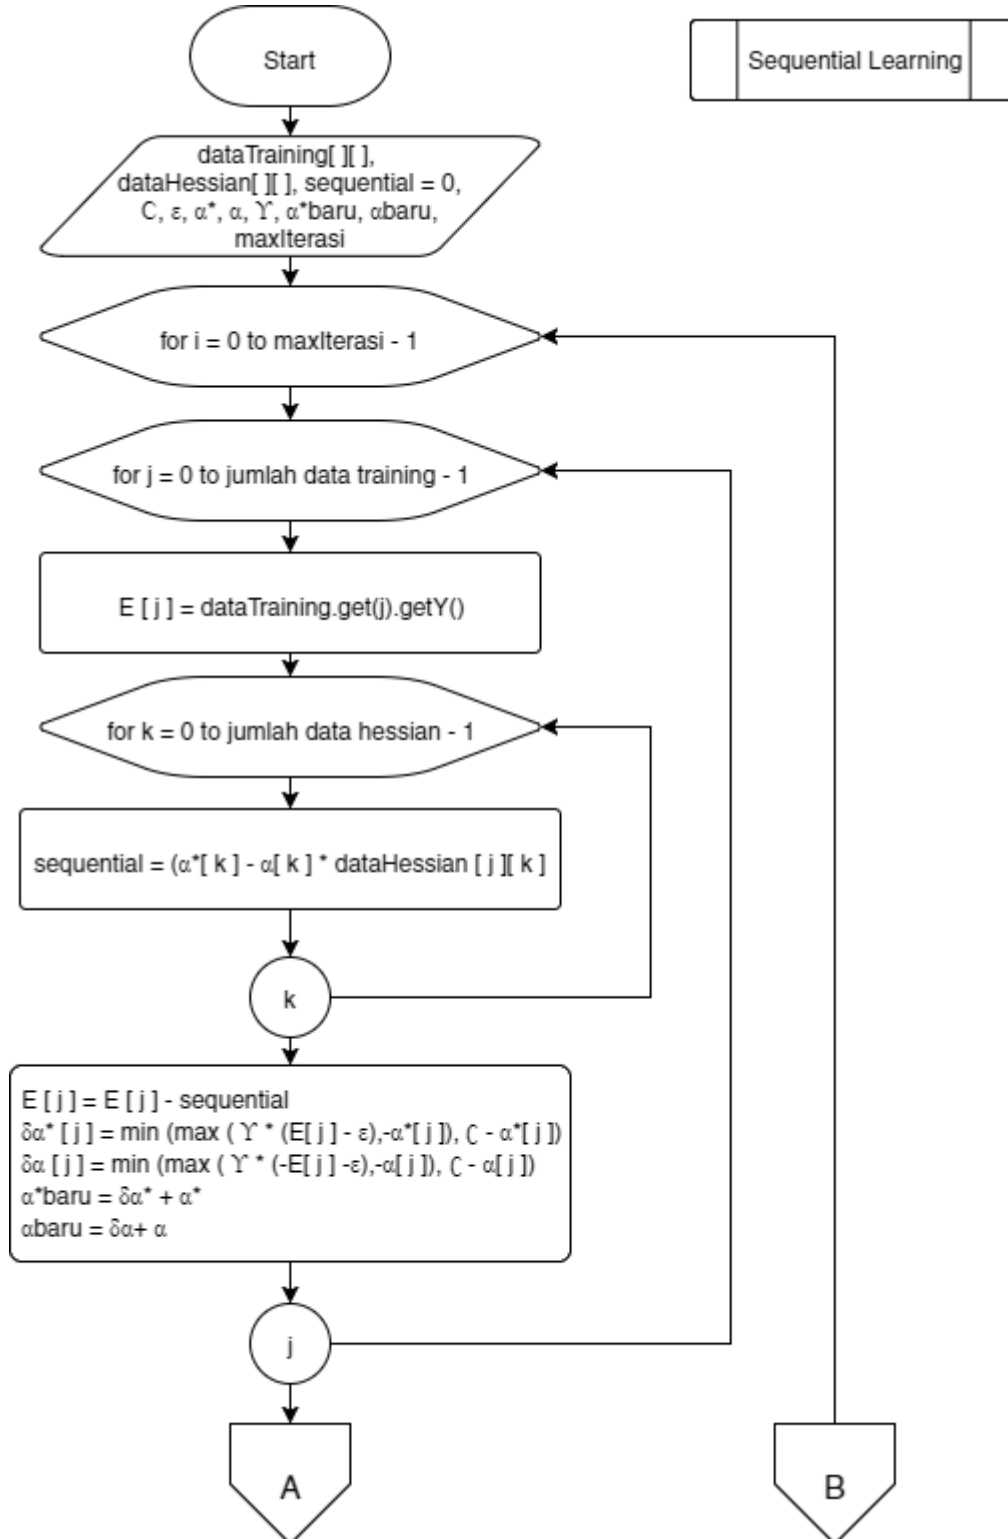 Start
Sequential Learning
dataTraining[ ][ ],
dataHessian[ ][ ], sequential = 0,
C, ε, α*, α, ϒ, α*baru, αbaru,
maxIterasi
for i = 0 to maxIterasi - 1
for j = 0 to jumlah data training - 1
E [ j ] = dataTraining.get(j).getY()
for k = 0 to jumlah data hessian - 1
sequential = (α*[ k ] - α[ k ] * dataHessian [ j ][ k ]
k
E [ j ] = E [ j ] - sequential
δα* [ j ] = min (max ( ϒ * (E[ j ] - ε),-α*[ j ]), C - α*[ j ])
δα [ j ] = min (max ( ϒ * (-E[ j ] -ε),-α[ j ]), C - α[ j ])
α*baru = δα* + α*
αbaru = δα+ α
j
A
B